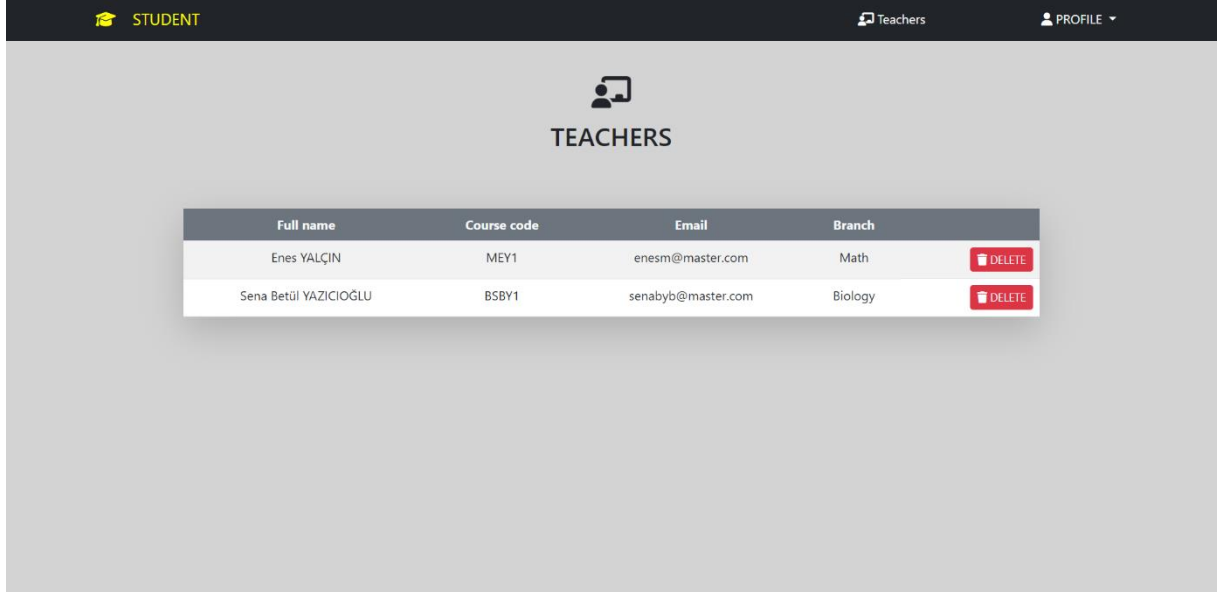 STUDENT Teachers PROFILE
TEACHERS
Full name Course code Email Branch
Enes YALÇIN MEY1 enesm@master.com Math DELETE
Sena Betül YAZICIOĞLU BSBY1 senabyb@master.com Biology DELETE